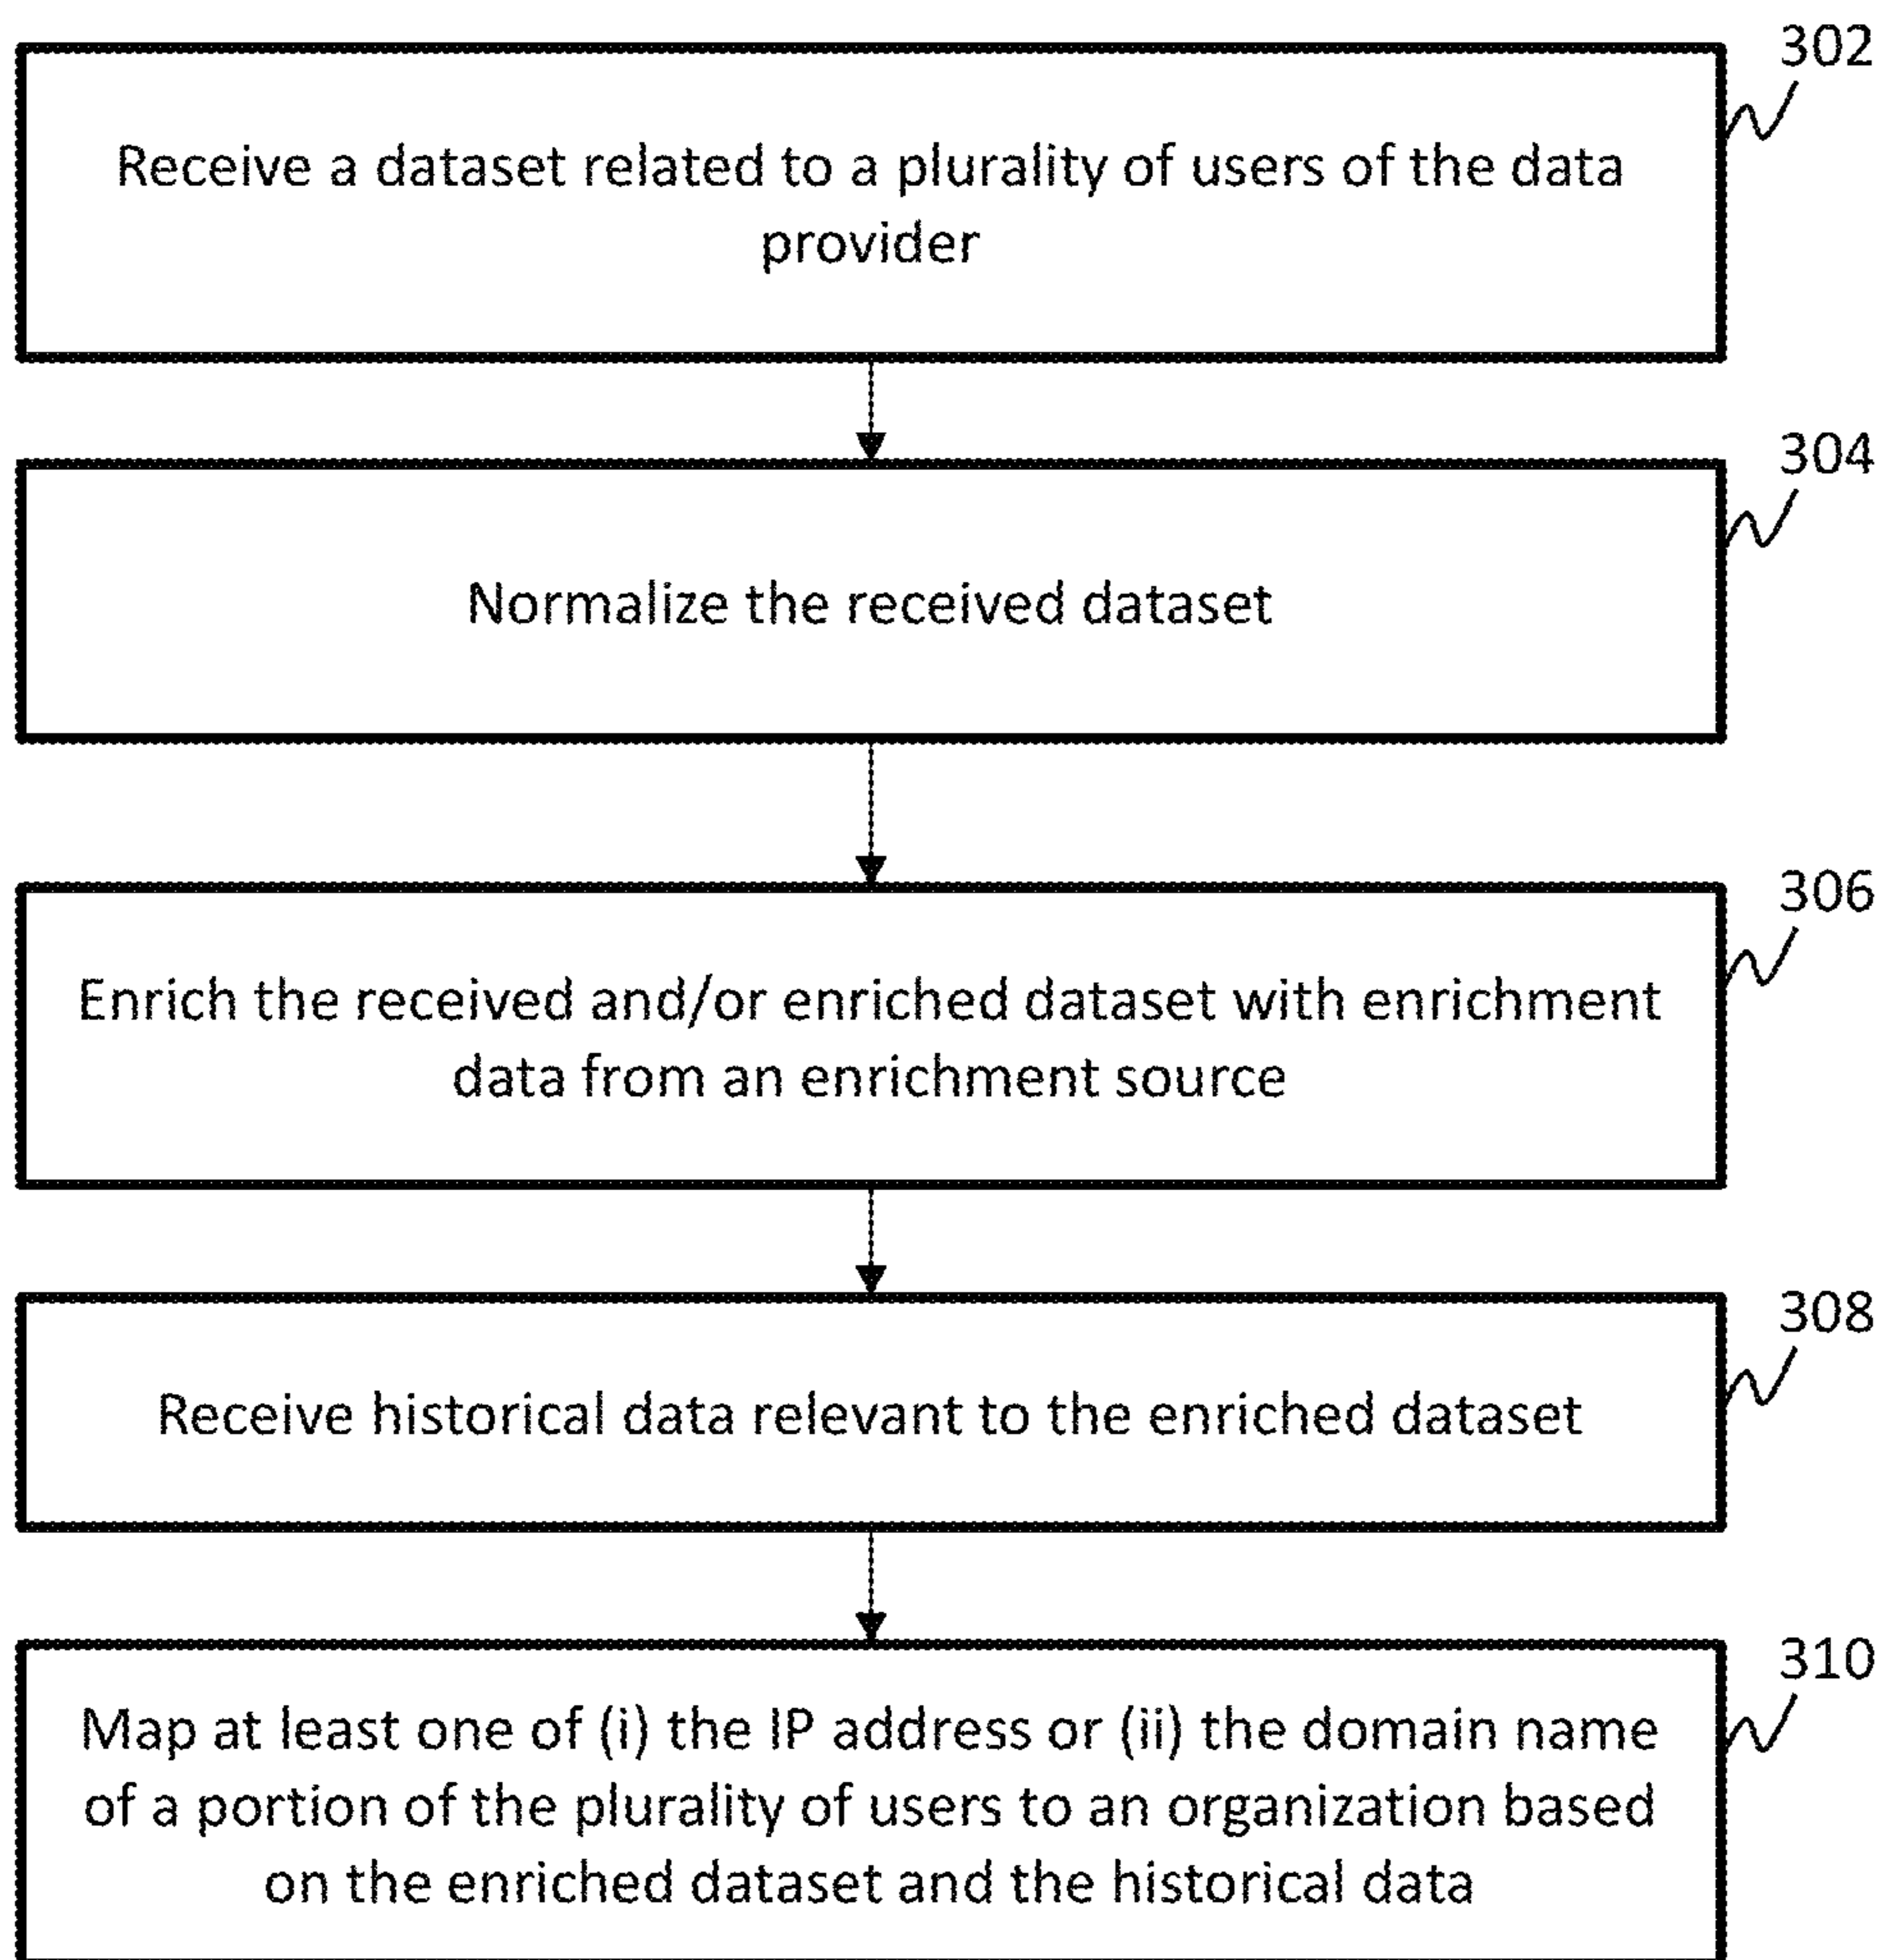 302
Receive a dataset related to a plurality of users of the data
provider
304
Normalize the received dataset
306
Enrich the received and/or enriched dataset with enrichment
data from an enrichment source
308
Receive historical data relevant to the enriched dataset
310
Map at least one of (i) the IP address or (ii) the domain name
of a portion of the plurality of users to an organization based
on the enriched dataset and the historical data